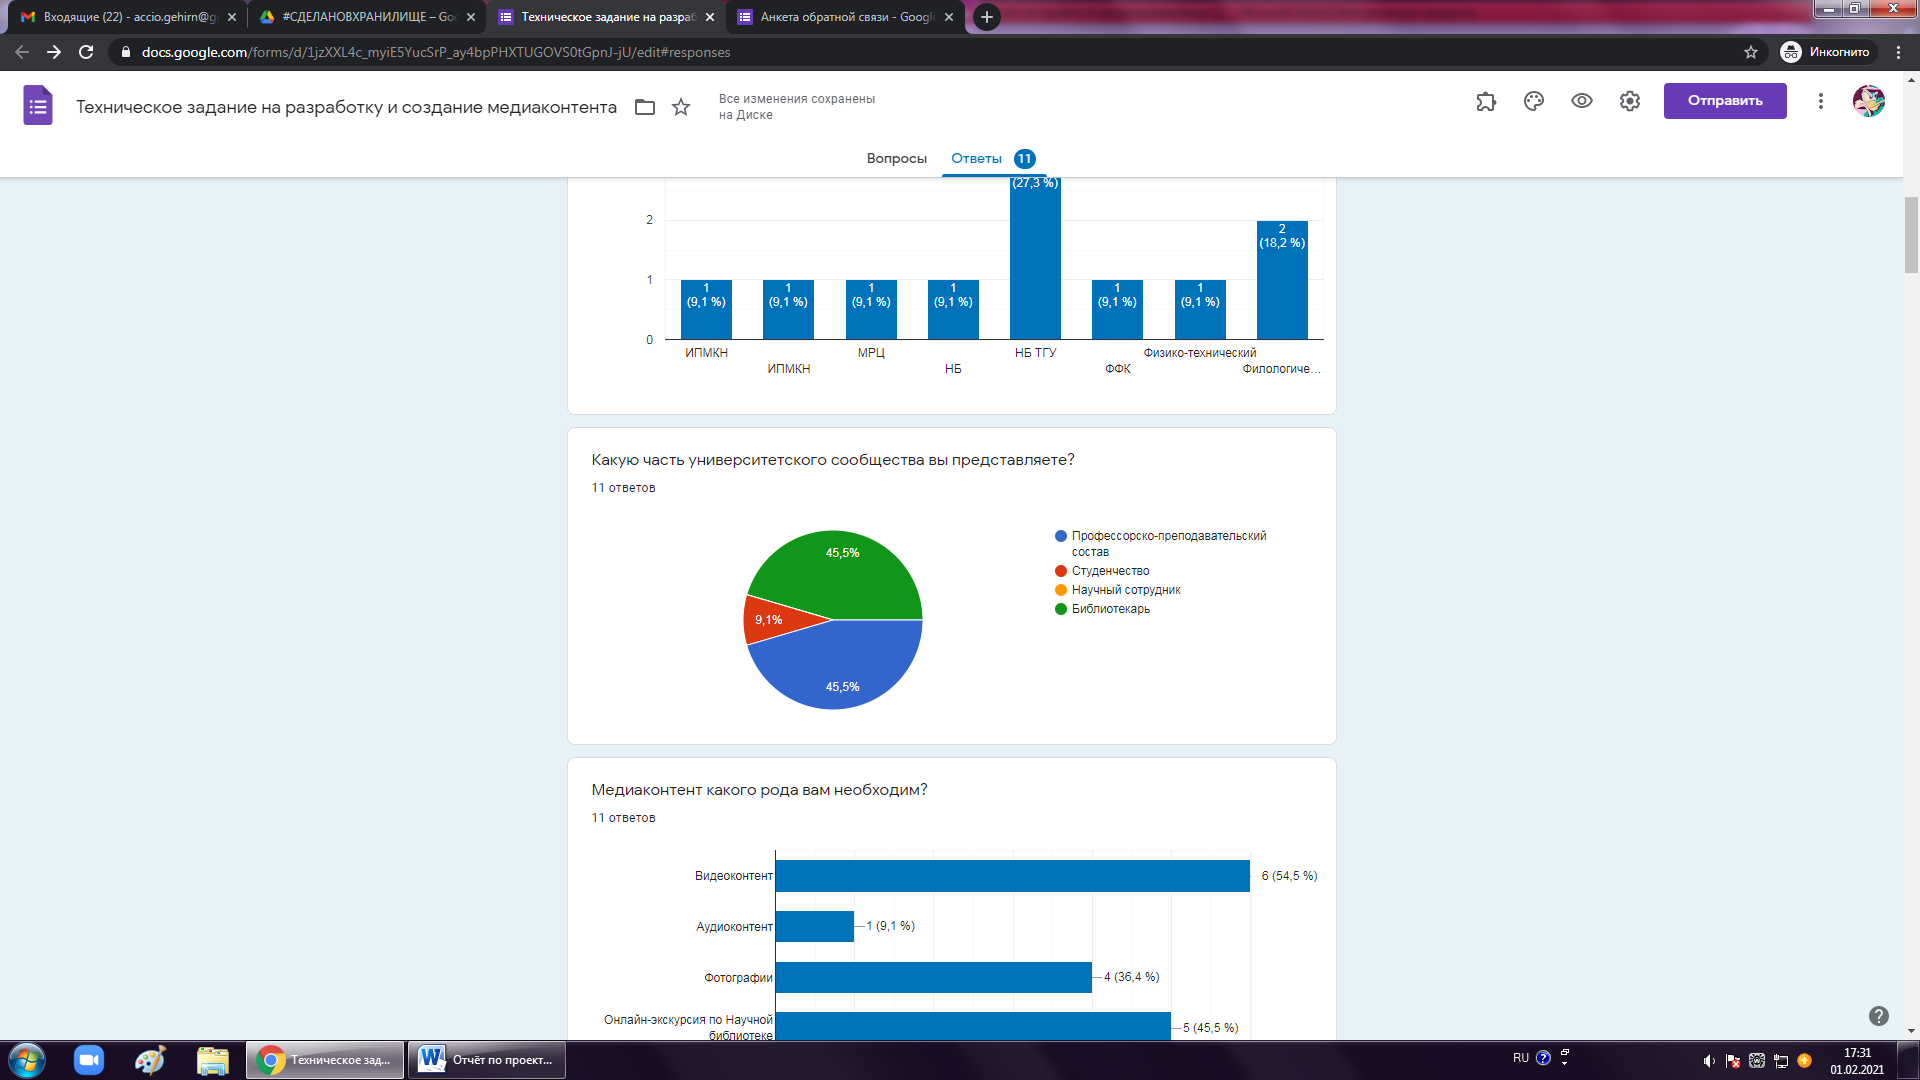 Входящие (22) - accio.gehirn@g
#СДЕЛАНОВХРАНИЛИЩЕ – Goo
Техническое задание на разраб
Анкета обратной связи - Google
docs.google.com/forms/d/1jzXXL4c_myiE5YucSrP_ay4bpPHXTUGOVS0tGpnJ-jU/edit#responses
Инкогнито
Техническое задание на разработку и создание медиаконтента
Все изменения сохранены
на Диске
Отправить
Вопросы
Ответы 11
(27,3 %)
2
2
(18,2 %)
1
1
(9,1 %)
1
(9,1 %)
1
(9,1 %)
1
(9,1 %)
1
(9,1 %)
1
(9,1 %)
0
ИПМКН
ИПМКН
МРЦ
НБ
НБ ТГУ
ФФК
Физико-технический
Филологиче...
Какую часть университетского сообщества вы представляете?
11 ответов
45,5%
9,1%
45,5%
Профессорско-преподавательский
состав
Студенчество
Научный сотрудник
Библиотекарь
Медиаконтент какого рода вам необходим?
11 ответов
Видеоконтент
6 (54,5 %)
Аудиоконтент
1 (9,1 %)
Фотографии
4 (36,4 %)
Онлайн-экскурсия по Научной
библиотеке
5 (45,5 %)
Техническое зад...
Отчёт по проект...
RU
17:31
01.02.2021